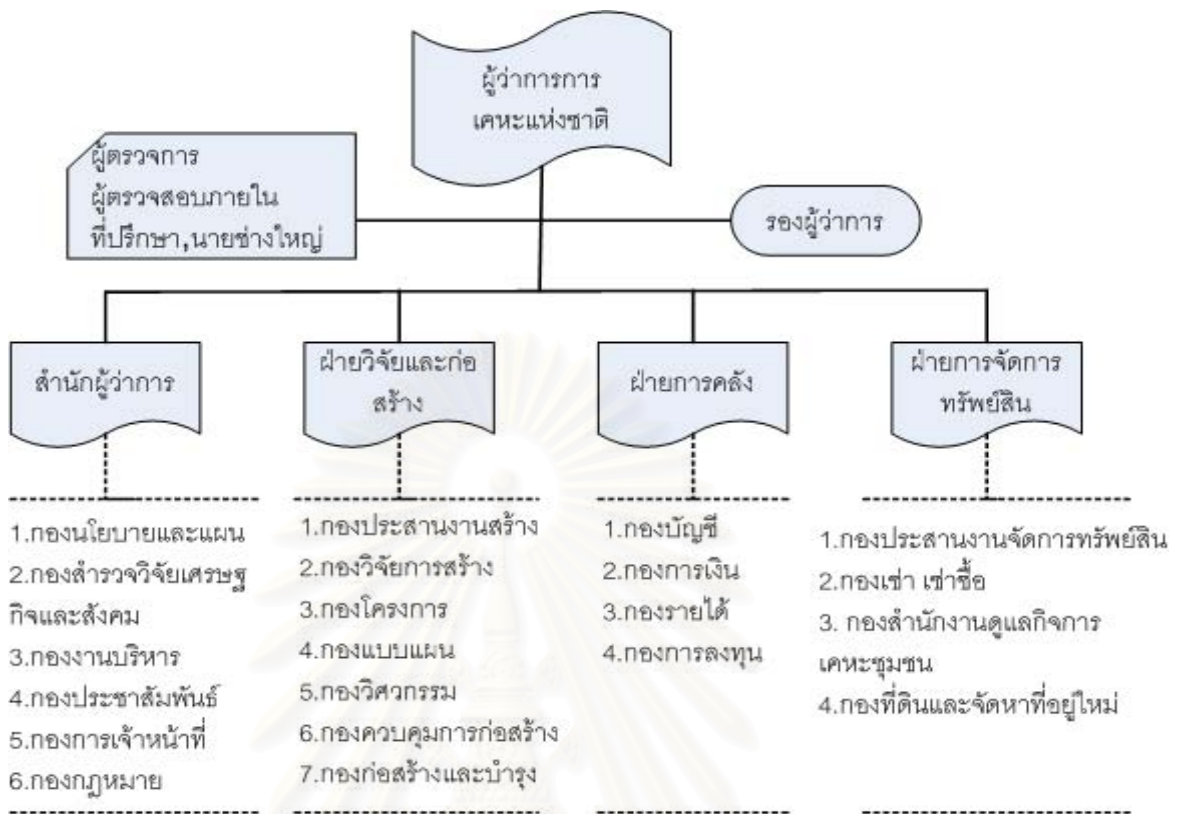 ผู้ว่าการการ
เคหะแห่งชาติ
ผู้ตรวจการ
ผู้ตรวจสอบภายใน
ที่ปรึกษา,นายช่างใหญ่
รองผู้ว่าการ
สำนักผู้ว่าการ
ฝ่ายวิจัยและก่อ
สร้าง
ฝ่ายการคลัง
ฝ่ายการจัดการ
ทรัพย์สิน
1.กองนโยบายและแผน
2.กองสำรวจวิจัยเศรษฐ
กิจและสังคม
3.กองงานบริหาร
4.กองประชาสัมพันธ์
5.กองการเจ้าหน้าที่
6.กองกฎหมาย
1.กองประสานงานสร้าง
2.กองวิจัยการสร้าง
3.กองโครงการ
4.กองแบบแผน
5.กองวิศวกรรม
6.กองควบคุมการก่อสร้าง
7.กองก่อสร้างและบำรุง
1.กองบัญชี
2.กองการเงิน
3.กองรายได้
4.กองการลงทุน
1.กองประสานงานจัดการทรัพย์สิน
2.กองเช่า เช่าซื้อ
3. กองสำนักงานดูแลกิจการ
เคหะชุมชน
4.กองที่ดินและจัดหาที่อยู่ใหม่